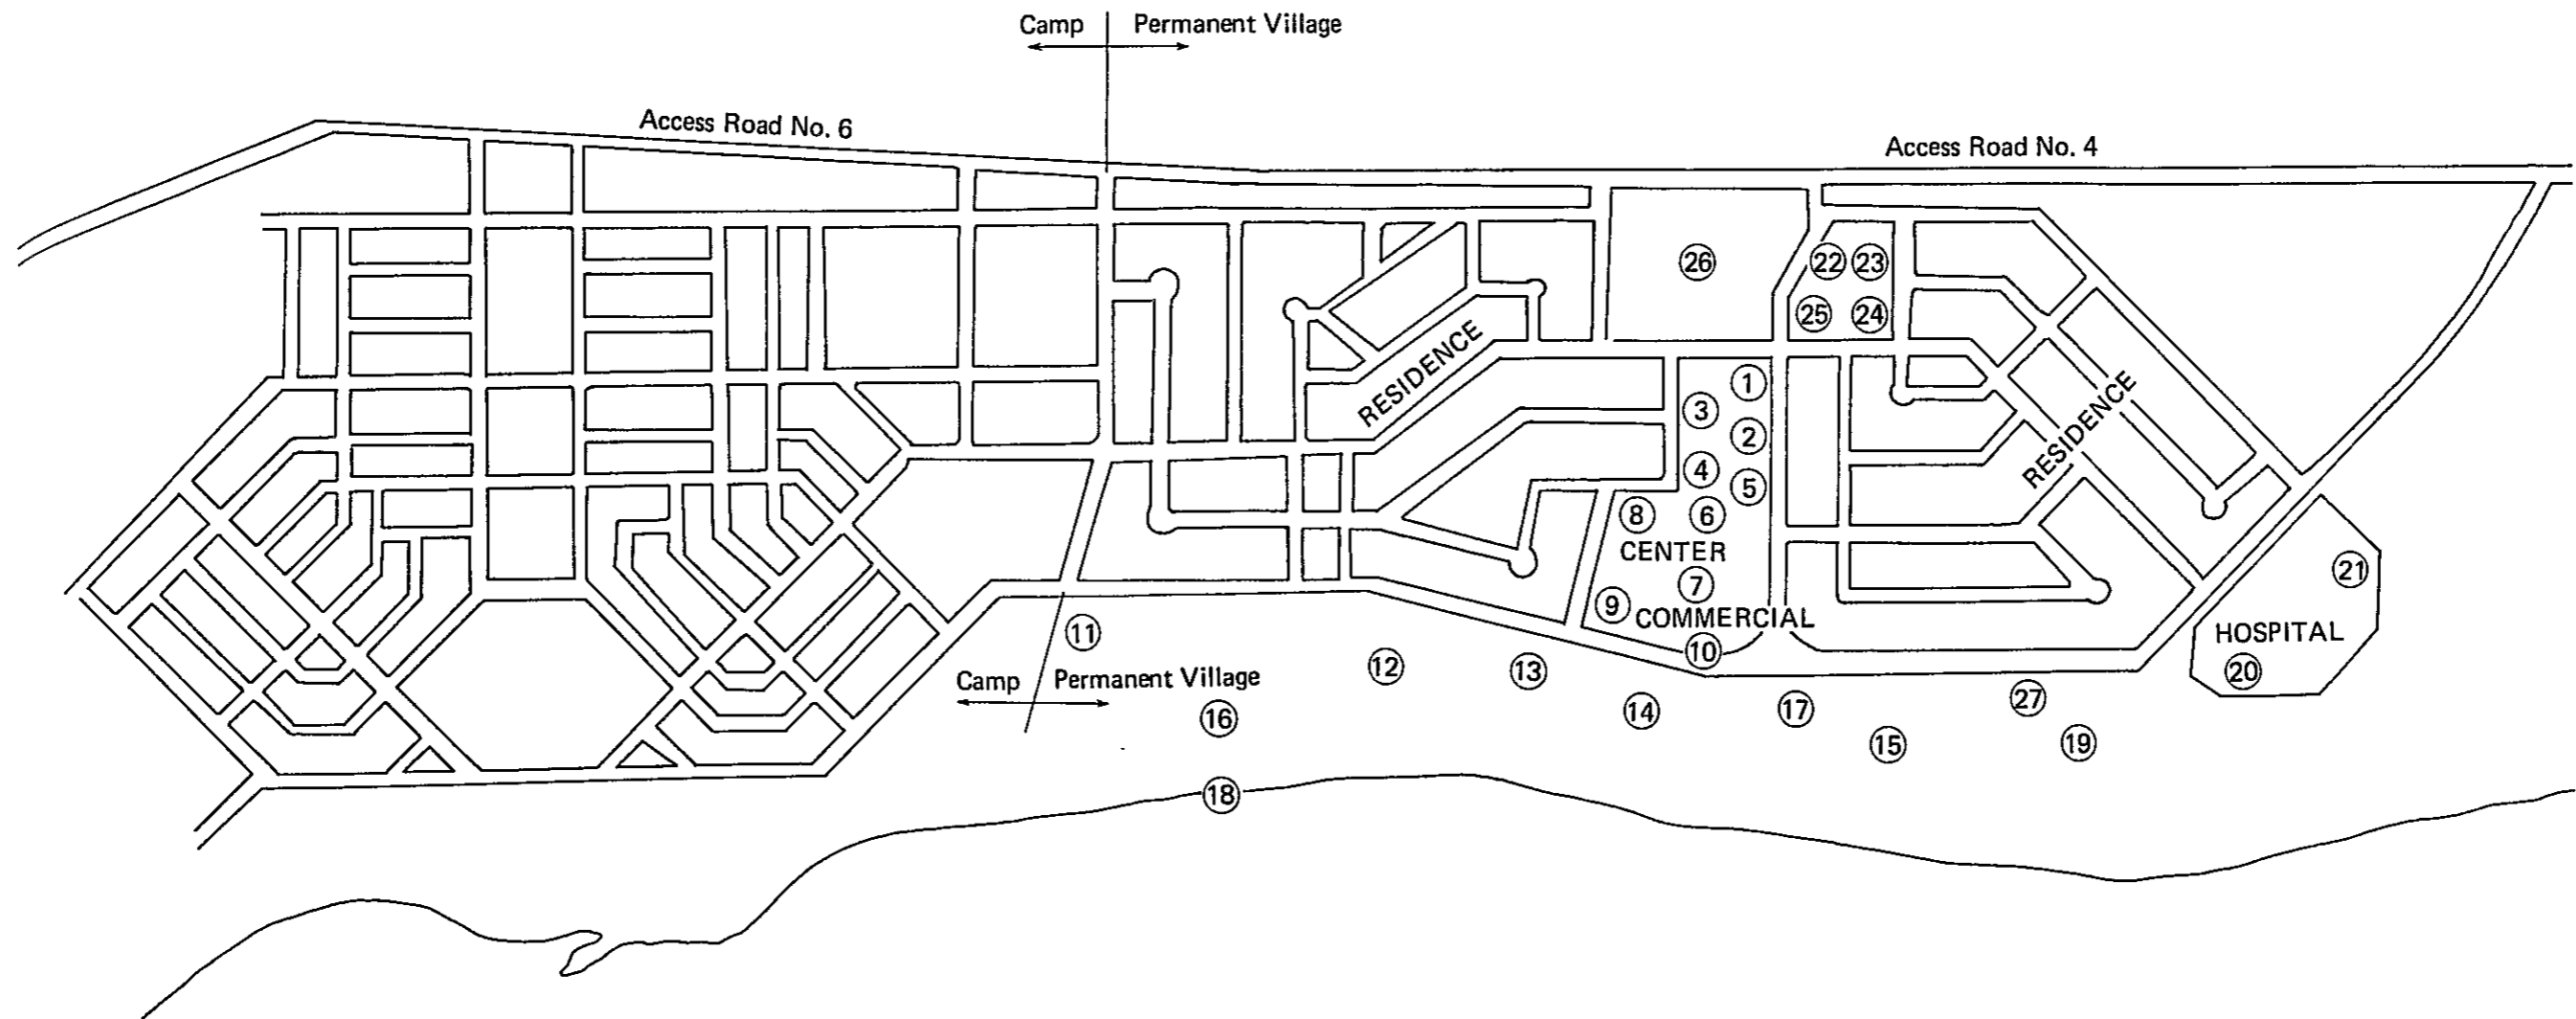 Camp Permanent Village
Access Road No. 6
Access Road No. 4
㉖
㉒ ㉓
㉕ ㉔
RESIDENCE
RESIDENCE
①
③
②
④
⑤
⑧ ⑥
CENTER
⑦
⑨
COMMERCIAL
⑩
⑪
⑫
⑬
㉑
HOSPITAL
⑳
Camp Permanent Village
⑯
⑭
⑰
㉗
⑮
⑲
⑱